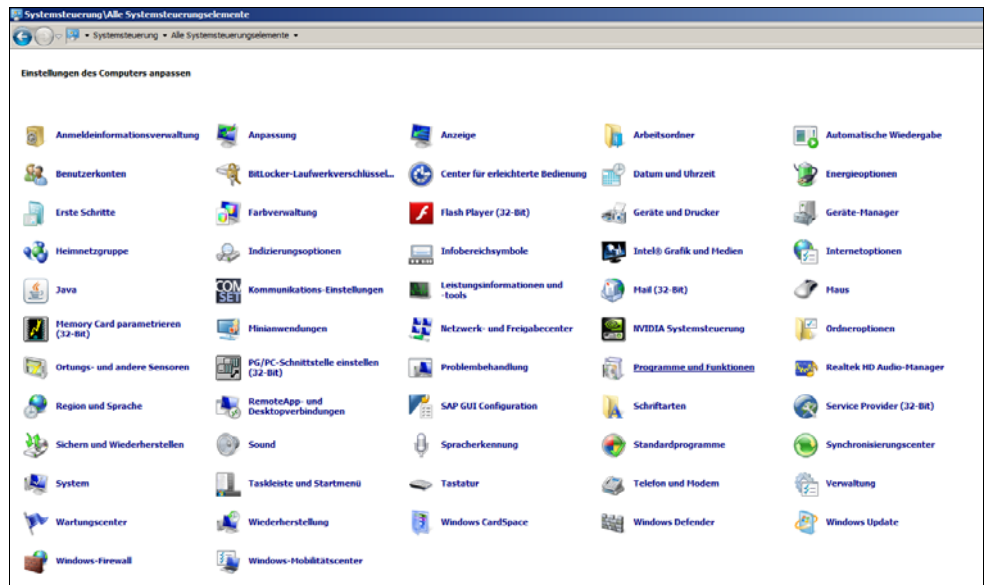 Systemsteuerung\Alle Systemsteuerungselemente
Systemsteuerung Alle Systemsteuerungselemente
Einstellungen des Computers anpassen
Anmeldeinformationsverwaltung Anpassung Anzeige Arbeitsordner Automatische Wiedergabe
Benutzerkonten BitLocker-Laufwerkverschlüssel... Center für erleichterte Bedienung Datum und Uhrzeit Energieoptionen
Erste Schritte Farbverwaltung Flash Player (32-Bit) Geräte und Drucker Geräte-Manager
Heimnetzgruppe Indizierungsoptionen Infobereichsymbole Intel® Grafik und Medien Internetoptionen
Java COM SET Kommunikations-Einstellungen Leistungsinformationen und -tools Mail (32-Bit) Maus
Memory Card parametrieren (32-Bit) Minianwendungen Netzwerk- und Freigabecenter NVIDIA Systemsteuerung Ordneroptionen
Ortungs- und andere Sensoren PG/PC-Schnittstelle einstellen (32-Bit) Problembehandlung Programme und Funktionen Realtek HD Audio-Manager
Region und Sprache RemoteApp- und Desktopverbindungen SAP GUI Configuration Schriftarten Service Provider (32-Bit)
Sichern und Wiederherstellen Sound Spracherkennung Standardprogramme Synchronisierungscenter
System Taskleiste und Startmenü Tastatur Telefon und Modem Verwaltung
Wartungscenter Wiederherstellung Windows CardSpace Windows Defender Windows Update
Windows-Firewall Windows-Mobilitätscenter